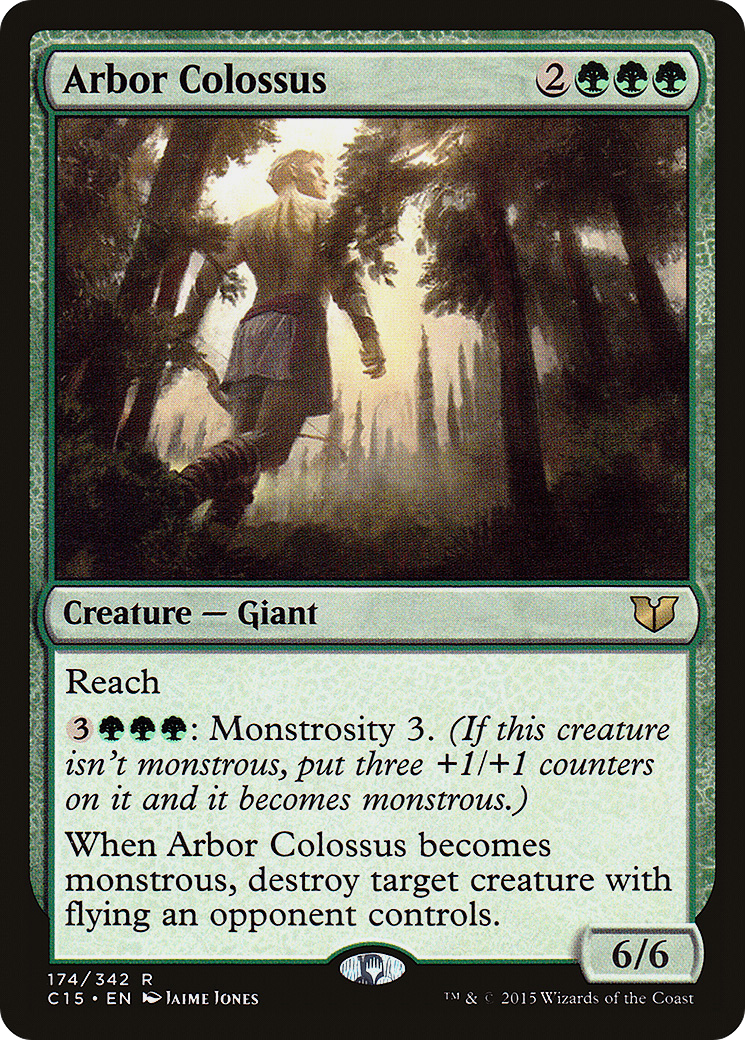 Arbor Colossus 2
Creature — Giant
Reach
3: Monstrosity 3. (If this creature
isn't monstrous, put three +1/+1 counters
on it and it becomes monstrous.)
When Arbor Colossus becomes
monstrous, destroy target creature with
flying an opponent controls.
6/6
174/342 R
C15 • EN Jaime Jones
™ & © 2015 Wizards of the Coast